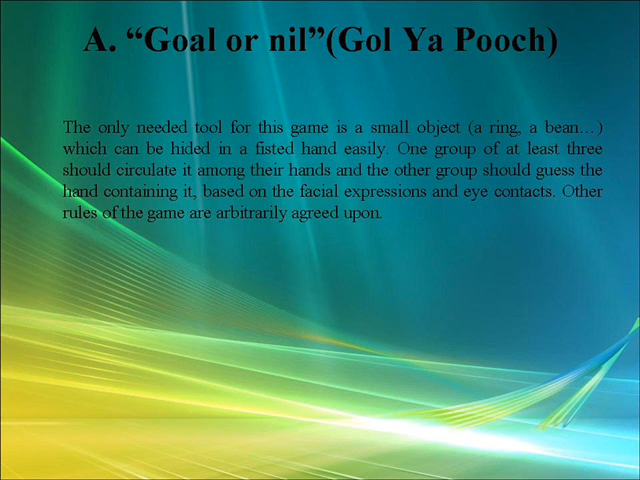 A. “Goal or nil”(Gol Ya Pooch)
The only needed tool for this game is a small object (a ring, a bean…)
which can be hided in a fisted hand easily. One group of at least three
should circulate it among their hands and the other group should guess the
hand containing it, based on the facial expressions and eye contacts. Other
rules of the game are arbitrarily agreed upon.